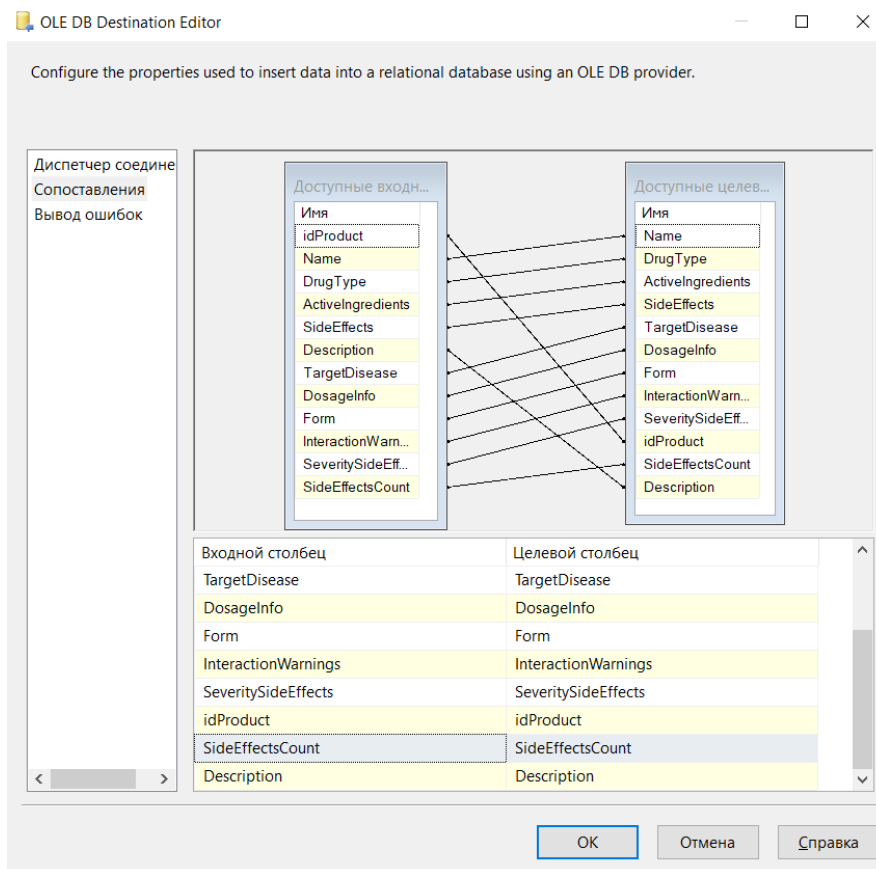 OLE DB Destination Editor
Configure the properties used to insert data into a relational database using an OLE DB provider.
Диспетчер соедине
Сопоставления
Вывод ошибок
Доступные входн...
Имя
idProduct
Name
DrugType
ActiveIngredients
SideEffects
Description
TargetDisease
DosageInfo
Form
InteractionWarn...
SeveritySideEff...
SideEffectsCount
Доступные целев...
Имя
Name
DrugType
ActiveIngredients
SideEffects
TargetDisease
DosageInfo
Form
InteractionWarn...
SeveritySideEff...
idProduct
SideEffectsCount
Description
Входной столбец Целевой столбец
TargetDisease TargetDisease
DosageInfo DosageInfo
Form Form
InteractionWarnings InteractionWarnings
SeveritySideEffects SeveritySideEffects
idProduct idProduct
SideEffectsCount SideEffectsCount
Description Description
OK Отмена Справка